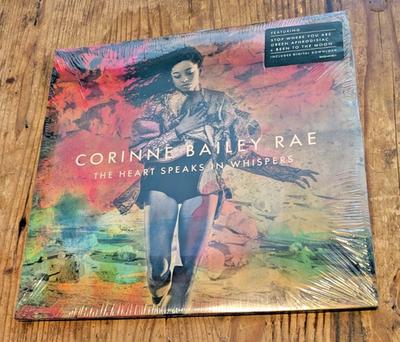 FEATURING
STOP WHERE YOU ARE
GREEN APHRODISIAC
+ BEEN TO THE MOON
INCLUDES DIGITAL DOWNLOAD
CORINNE BAILEY RAE
THE HEART SPEAKS IN WHISPERS